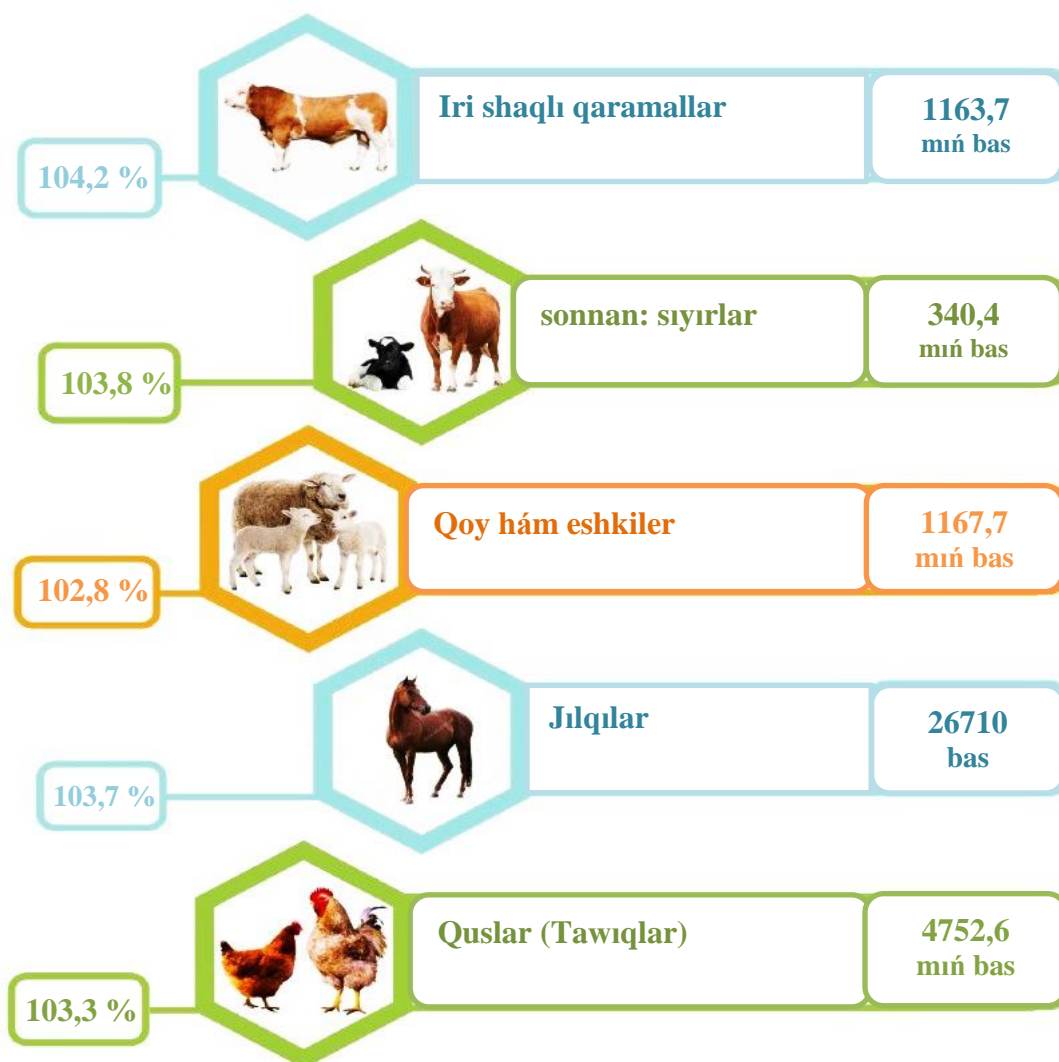 Iri shaqlı qaramallar
1163,7
mıń bas
104,2 %
sonnan: sıyırlar
340,4
mıń bas
103,8 %
Qoy hám eshkiler
1167,7
mıń bas
102,8 %
Jılqılar
26710
bas
103,7 %
Quslar (Tawıqlar)
4752,6
mıń bas
103,3 %